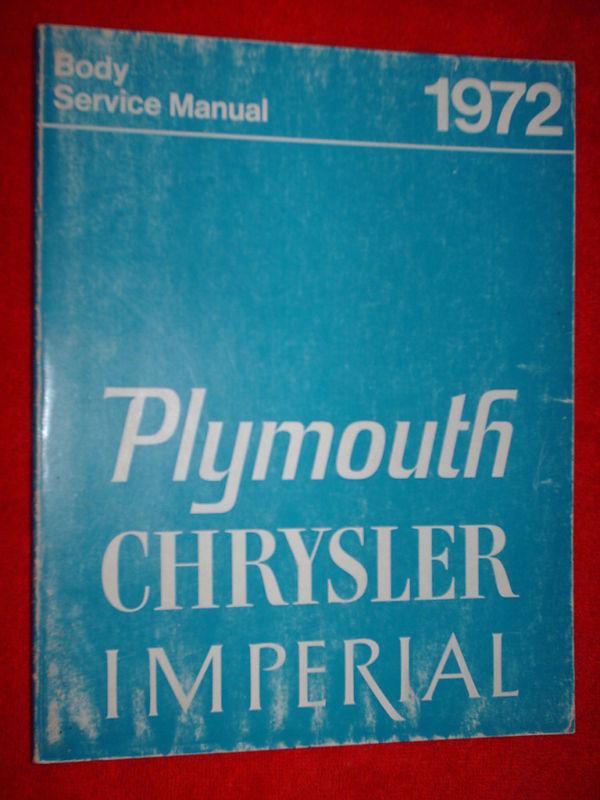 Body
Service Manual
1972
Plymouth
CHRYSLER
IMPERIAL